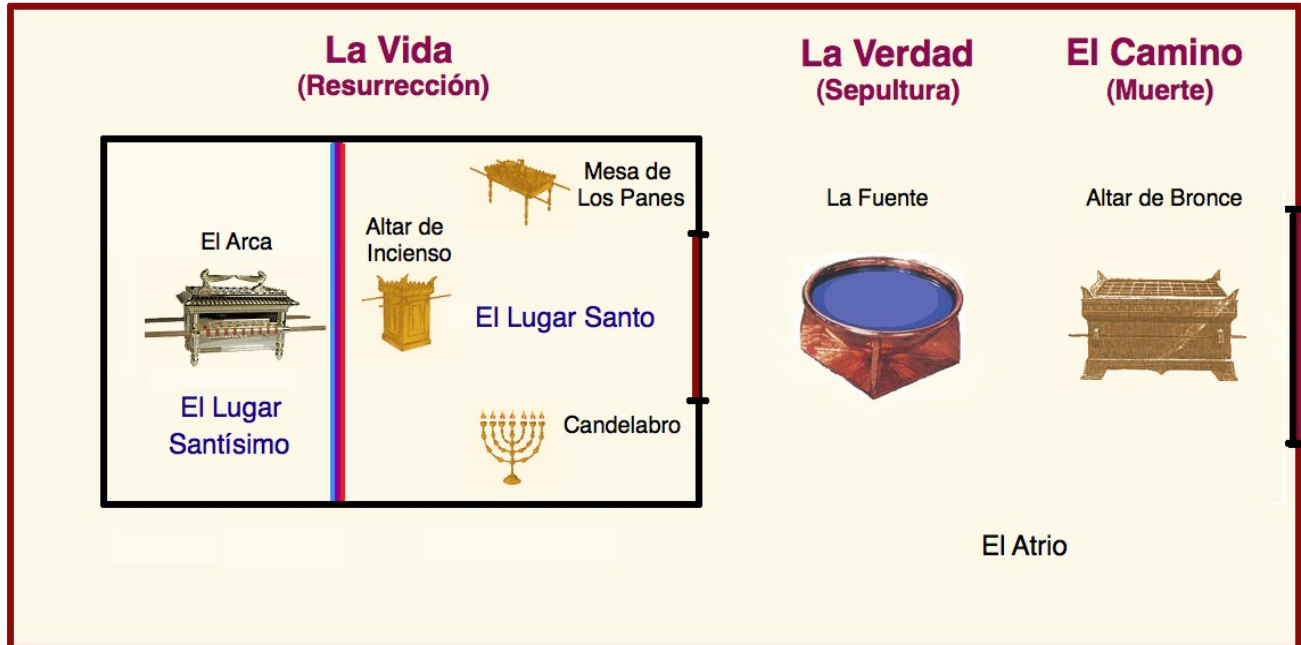 La Vida
(Resurrección)
La Verdad
(Sepultura)
El Camino
(Muerte)
Mesa de
Los Panes
La Fuente
Altar de Bronce
Altar de
Incienso
El Arca
El Lugar Santo
El Lugar
Santísimo
Candelabro
El Atrio